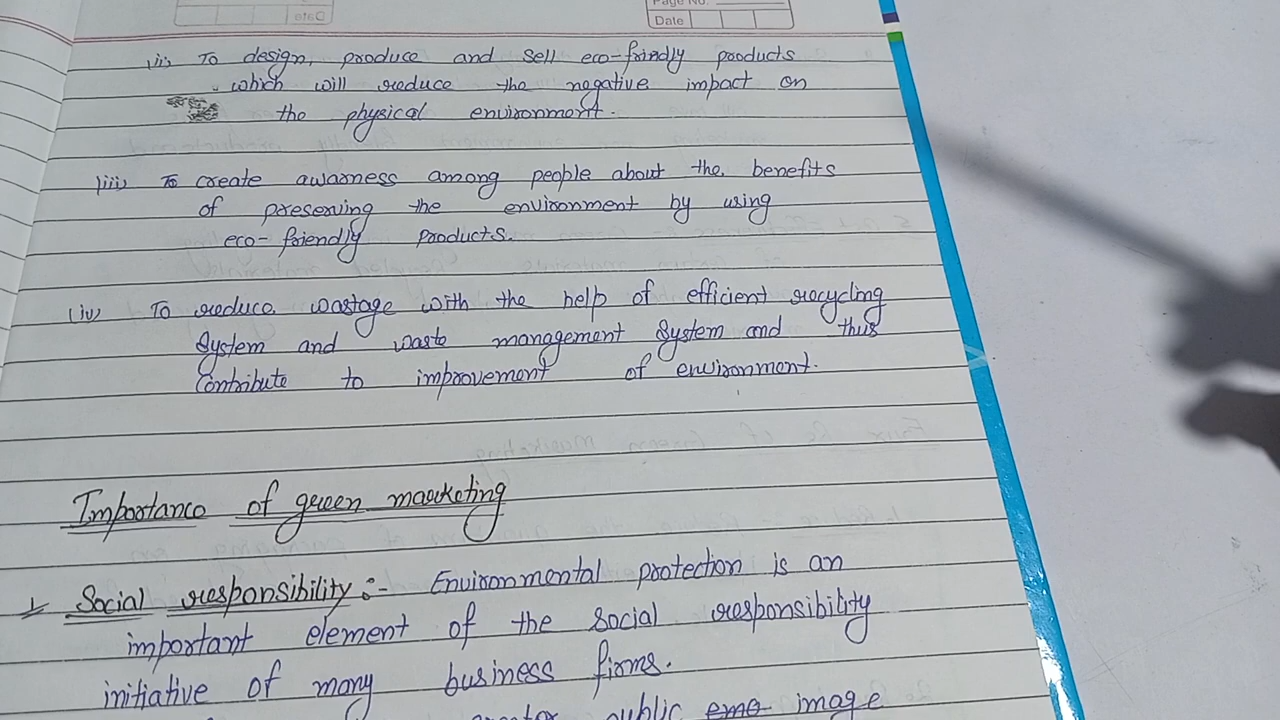 Page No.
Date
(ii) To design, produce and sell eco-frindly products
which will reduce the negative impact on
the physical environment.
(iii) To create awarness among people about the benefits
of preserving the environment by using
eco-friendly products.
(iv) To reduce wastage with the help of efficient recycling
System and waste management System and thus
Contribute to improvement of environment.
Importance of green marketing
1. Social responsibility :- Environmental protection is an
important element of the social responsibility
initiative of many business firms.
greater public image